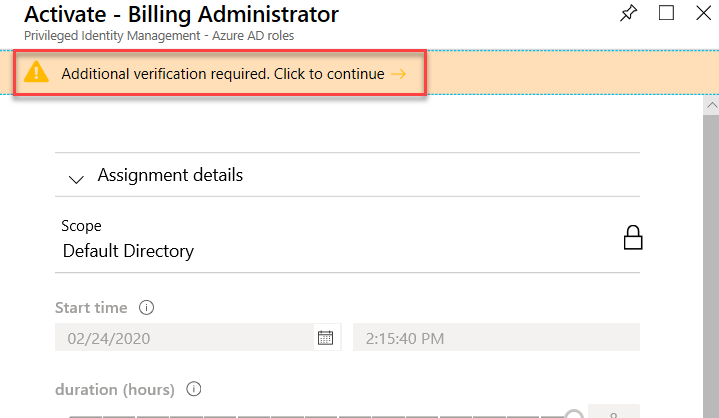 Activate - Billing Administrator
Privileged Identity Management - Azure AD roles
Additional verification required. Click to continue →
Assignment details
Scope
Default Directory
Start time
02/24/2020 2:15:40 PM
duration (hours)